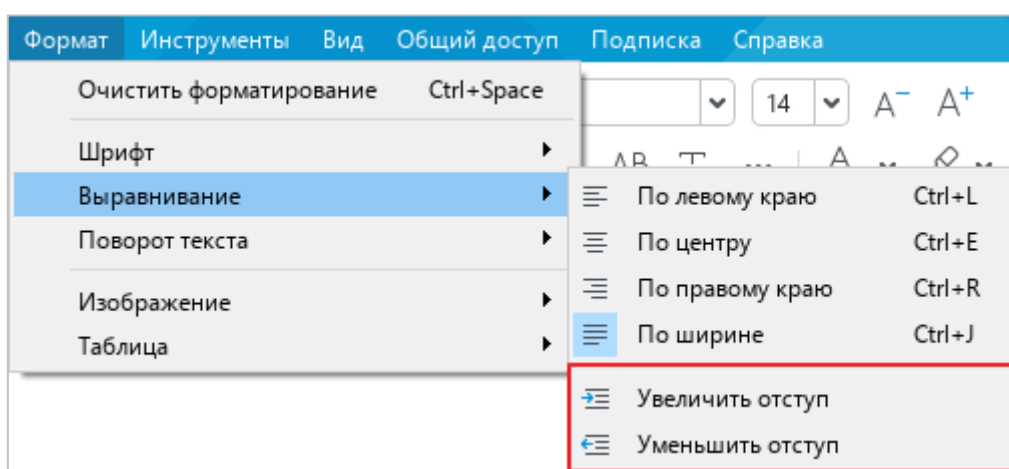 Формат Инструменты Вид Общий доступ Подписка Справка
Очистить форматирование Ctrl+Space
14 A⁻ A⁺
Шрифт
Выравнивание
Поворот текста
Изображение
Таблица
По левому краю Ctrl+L
По центру Ctrl+E
По правому краю Ctrl+R
По ширине Ctrl+J
Увеличить отступ
Уменьшить отступ